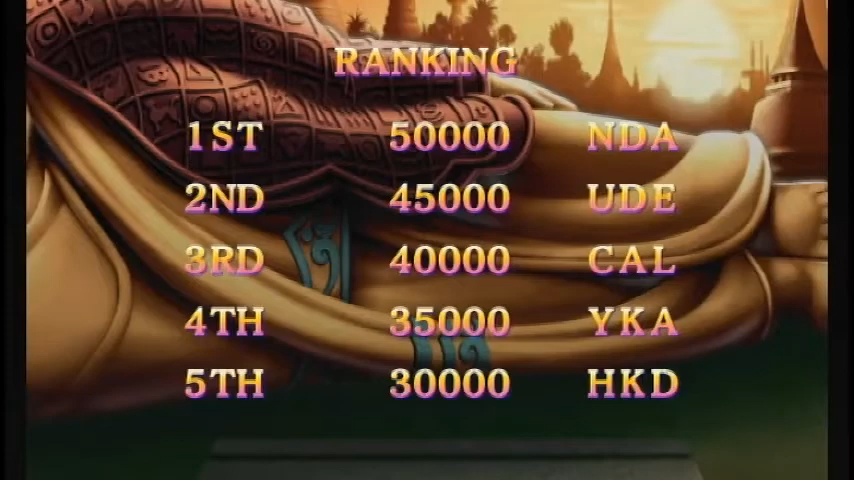 RANKING
1ST 50000 NDA
2ND 45000 UDE
3RD 40000 CAL
4TH 35000 YKA
5TH 30000 HKD